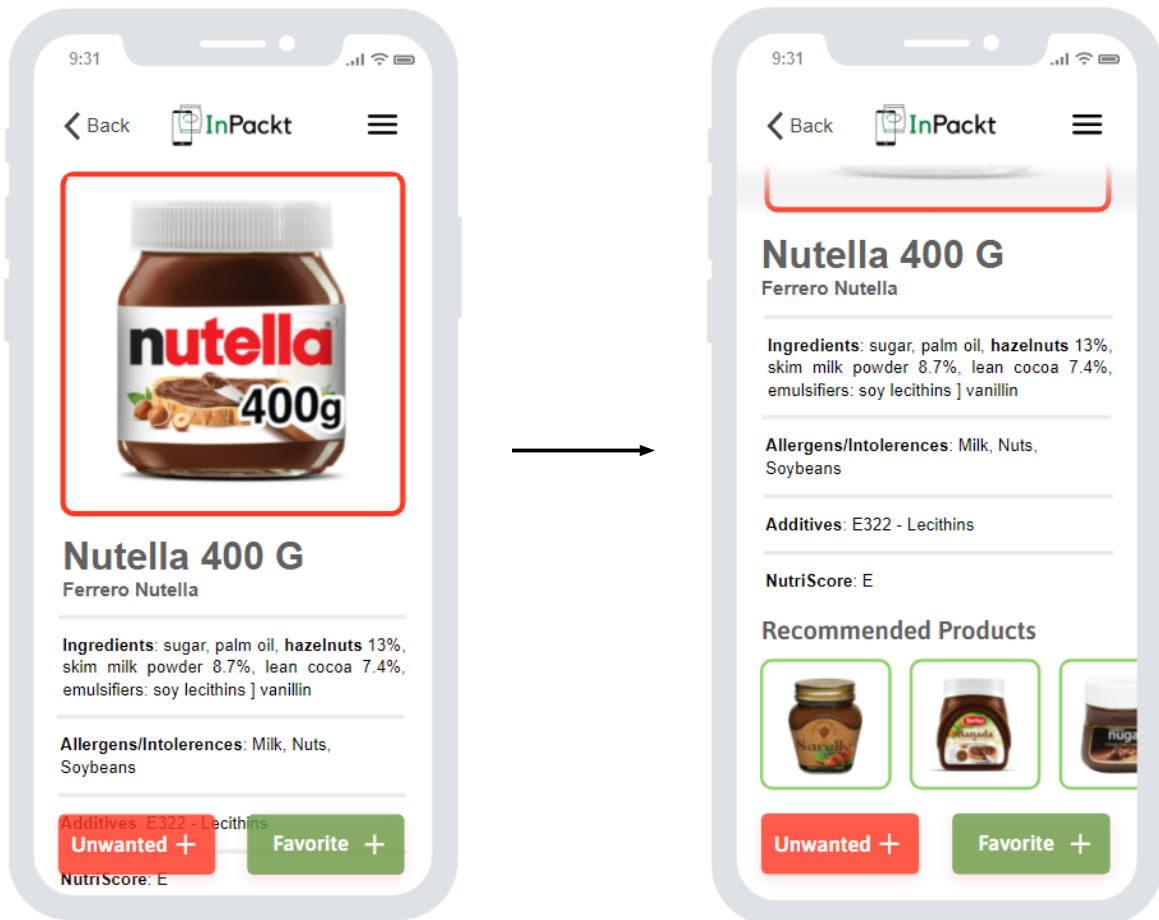 9:31
Back
InPackt
nutella
400g
Nutella 400 G
Ferrero Nutella
Ingredients: sugar, palm oil, hazelnuts 13%,
skim milk powder 8.7%, lean cocoa 7.4%,
emulsifiers: soy lecithins ] vanillin
Allergens/Intolerences: Milk, Nuts,
Soybeans
Additives: E322 - Lecithins
Unwanted +
Favorite +
NutriScore: E
9:31
Back
InPackt
Nutella 400 G
Ferrero Nutella
Ingredients: sugar, palm oil, hazelnuts 13%,
skim milk powder 8.7%, lean cocoa 7.4%,
emulsifiers: soy lecithins ] vanillin
Allergens/Intolerences: Milk, Nuts,
Soybeans
Additives: E322 - Lecithins
NutriScore: E
Recommended Products
Sarelle
Banada
nuga
Unwanted +
Favorite +